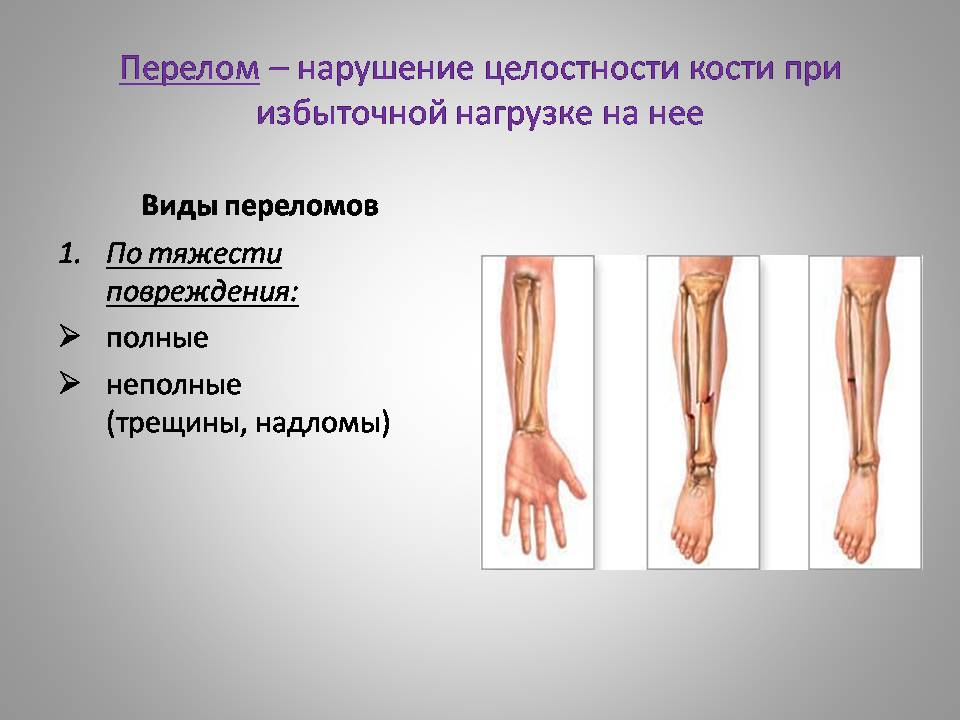 Перелом – нарушение целостности кости при
избыточной нагрузке на нее
Виды переломов
1. По тяжести
повреждения:
➢ полные
➢ неполные
(трещины, надломы)